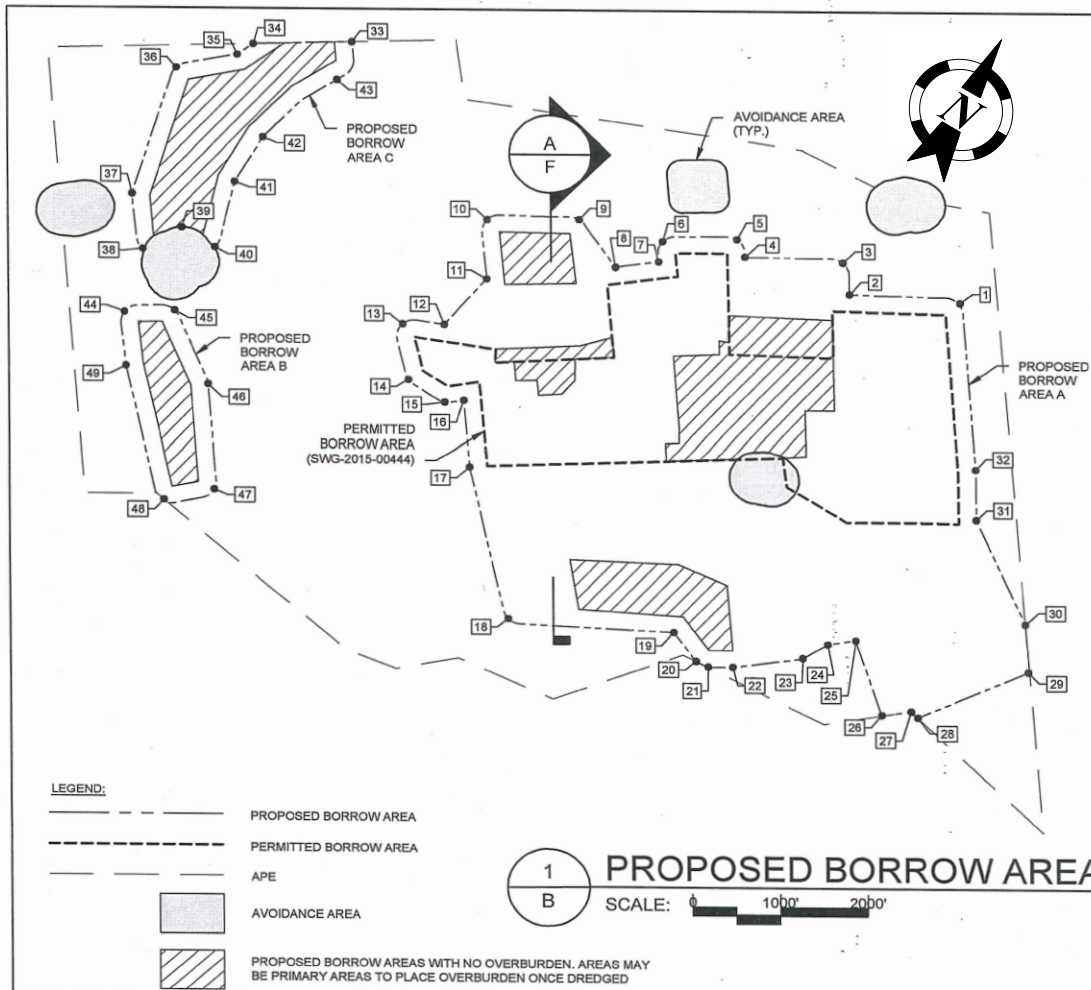 34
33
35
36
43
PROPOSED
BORROW
AREA C
42
37
41
39
38
40
A
F
AVOIDANCE AREA
(TYP.)
N
10
9
6
5
7
8
4
3
2
1
11
12
13
14
15
16
17
PERMITTED
BORROW AREA
(SWG-2015-00444)
44
45
PROPOSED
BORROW
AREA B
49
46
47
48
PROPOSED
BORROW
AREA A
32
31
30
29
18
19
20
21
22
23
24
25
26
27
28
LEGEND:
PROPOSED BORROW AREA
PERMITTED BORROW AREA
APE
AVOIDANCE AREA
PROPOSED BORROW AREAS WITH NO OVERBURDEN. AREAS MAY
BE PRIMARY AREAS TO PLACE OVERBURDEN ONCE DREDGED
1
B
PROPOSED BORROW AREA
SCALE:
0 1000' 2000'